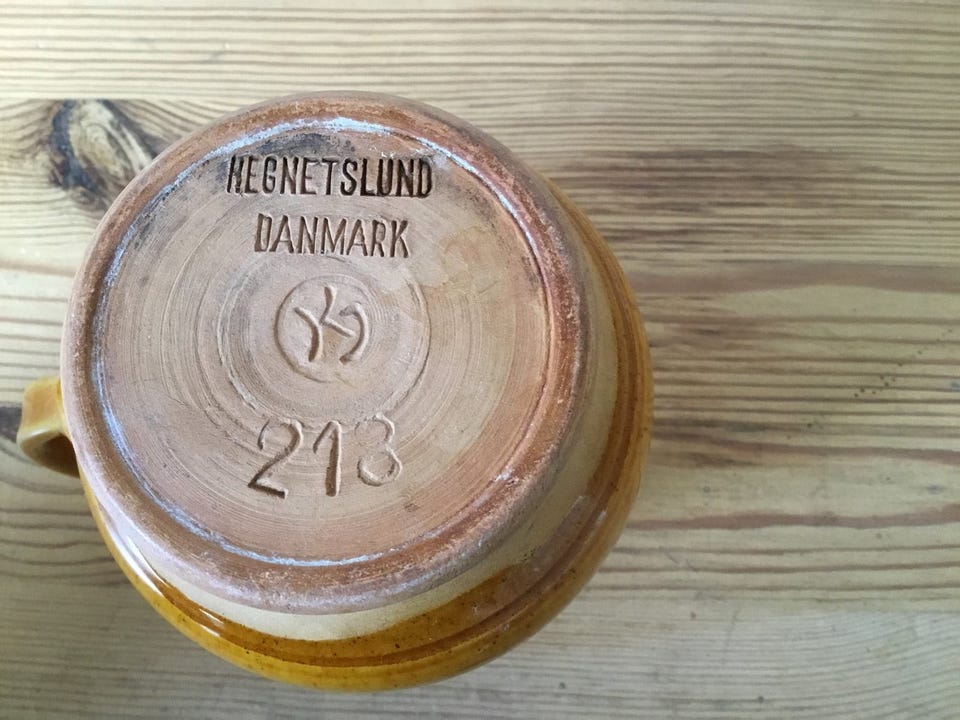 HEGNETSLUND
DANMARK
213